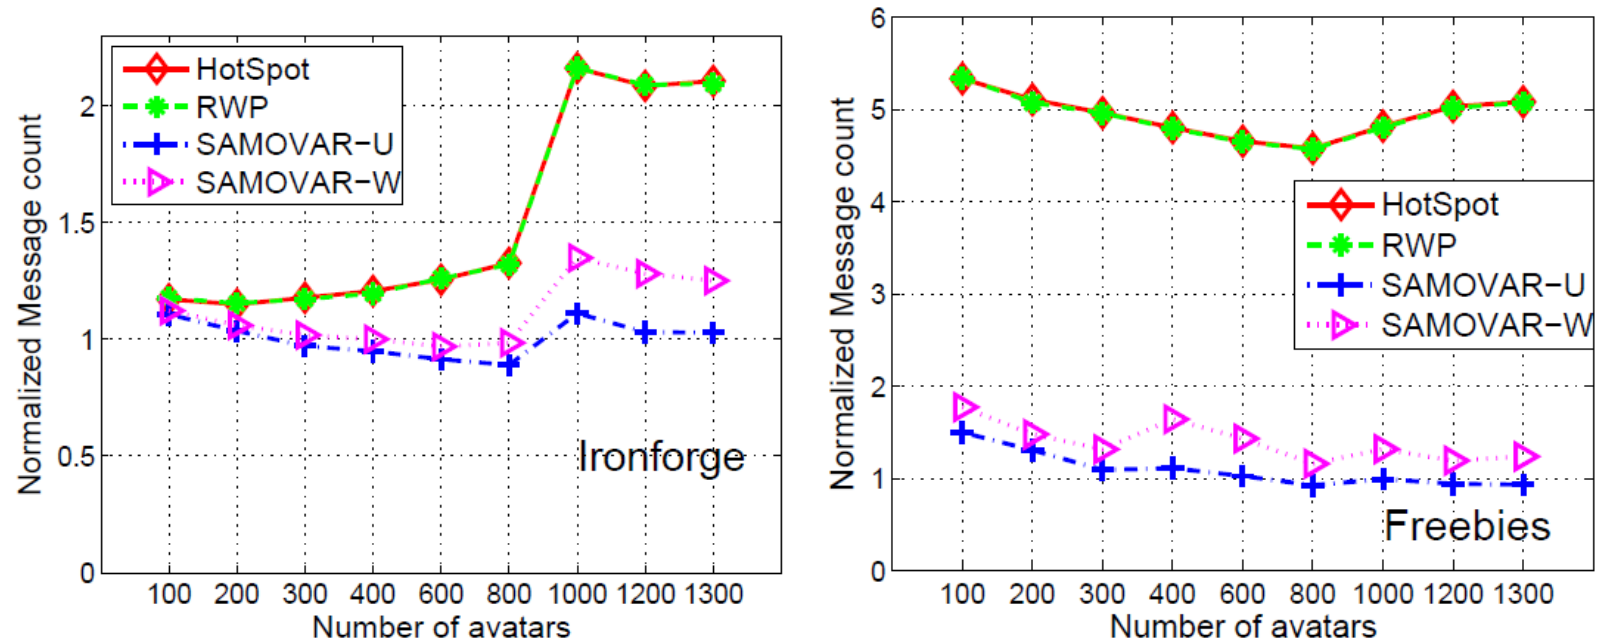 HotSpot
RWP
SAMOVAR-U
SAMOVAR-W
Normalized Message count
2
1.5
1
0.5
0
Ironforge
100 200 300 400 600 800 1000 1200 1300
Number of avatars
6
5
4
3
2
1
0
Normalized Message count
HotSpot
RWP
SAMOVAR-U
SAMOVAR-W
Freebies
100 200 300 400 600 800 1000 1200 1300
Number of avatars